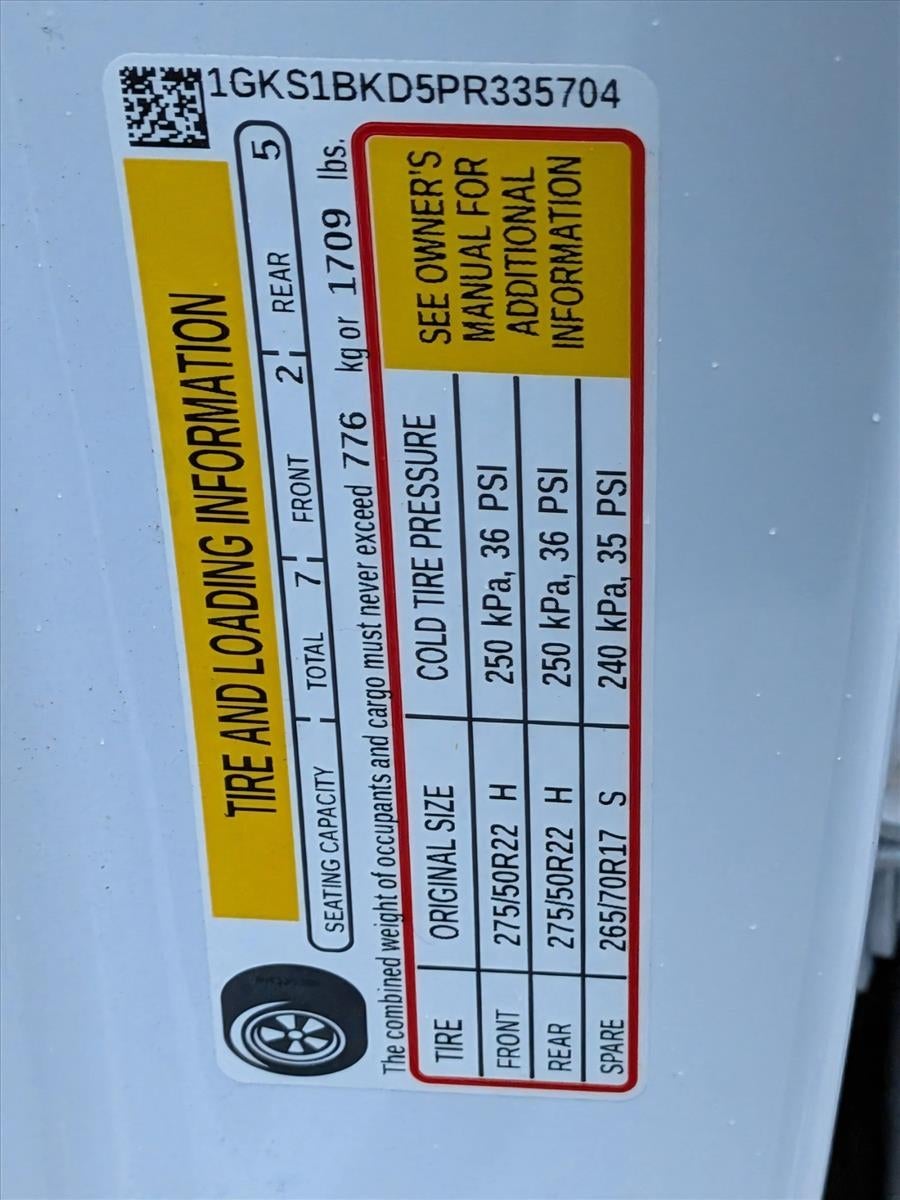 1GKS1BKD5PR335704
TIRE AND LOADING INFORMATION
SEATING CAPACITY TOTAL 7 FRONT 2 REAR 5
The combined weight of occupants and cargo must never exceed 776 kg or 1709 lbs.
TIRE ORIGINAL SIZE COLD TIRE PRESSURE
FRONT 275/50R22 H 250 kPa, 36 PSI
REAR 275/50R22 H 250 kPa, 36 PSI
SPARE 265/70R17 S 240 kPa, 35 PSI
SEE OWNER'S
MANUAL FOR
ADDITIONAL
INFORMATION